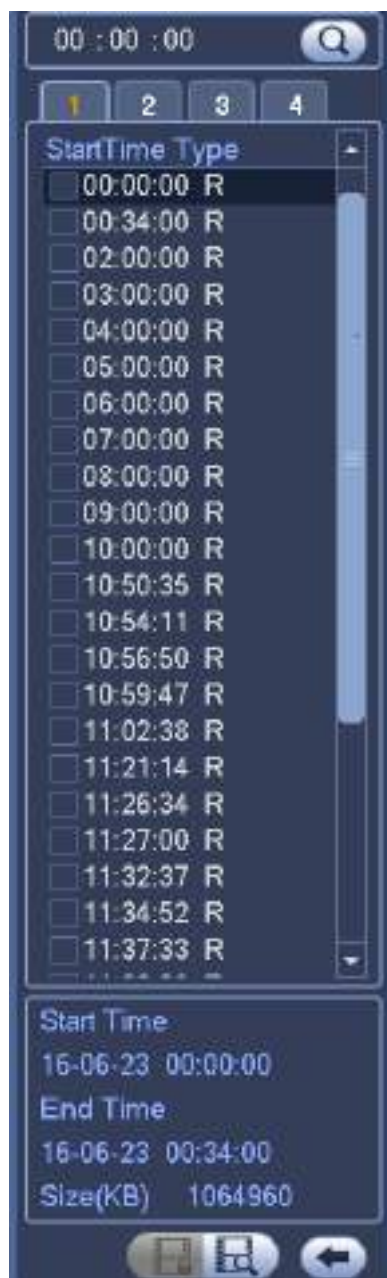 00 :00 :00
1 2 3 4
StartTime Type
00:00:00 R
00:34:00 R
02:00:00 R
03:00:00 R
04:00:00 R
05:00:00 R
06:00:00 R
07:00:00 R
08:00:00 R
09:00:00 R
10:00:00 R
10:50:35 R
10:54:11 R
10:56:50 R
10:59:47 R
11:02:38 R
11:21:14 R
11:26:34 R
11:27:00 R
11:32:37 R
11:34:52 R
11:37:33 R
Start Time
16-06-23 00:00:00
End Time
16-06-23 00:34:00
Size(KB) 1064960